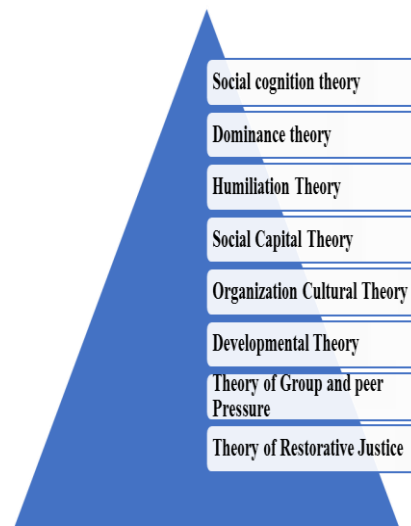 Social cognition theory
Dominance theory
Humiliation Theory
Social Capital Theory
Organization Cultural Theory
Developmental Theory
Theory of Group and peer
Pressure
Theory of Restorative Justice